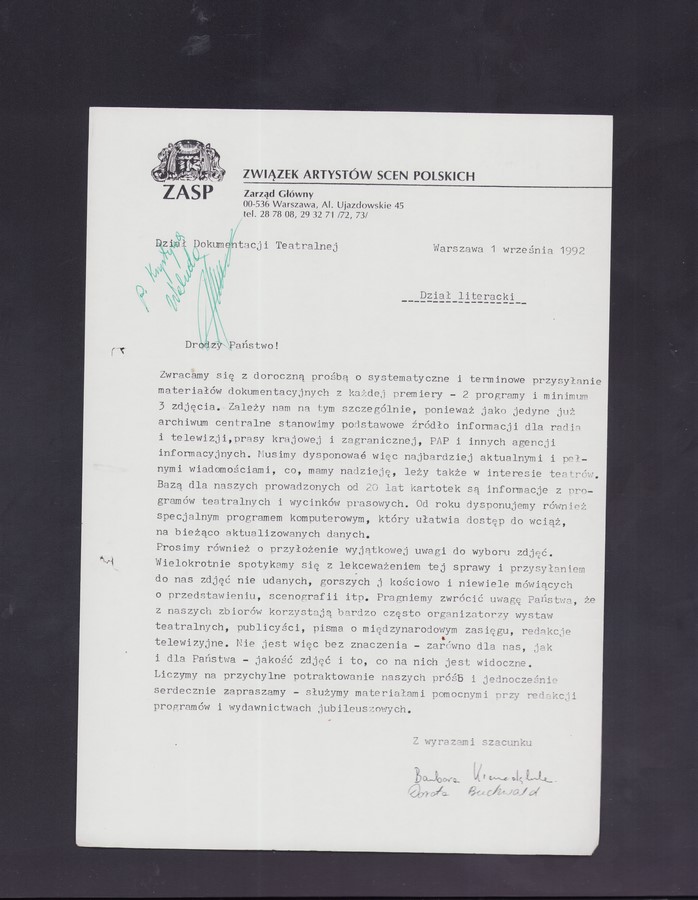 ZWIĄZEK ARTYSTÓW SCEN POLSKICH
ZASP
Zarząd Główny
00-536 Warszawa, Al. Ujazdowskie 45
tel. 28 78 08, 29 32 71 /72, 73/
Dział Dokumentacji Teatralnej
Warszawa 1 września 1992
p. Krystyna
Dział literacki
Drodzy Państwo!
Zwracamy się z doroczną prośbą o systematyczne i terminowe przysyłanie
materiałów dokumentacyjnych z każdej premiery - 2 programy i minimum
3 zdjęcia. Zależy nam na tym szczególnie, ponieważ jako jedyne już
archiwum centralne stanowimy podstawowe źródło informacji dla radia
i telewizji,prasy krajowej i zagranicznej, PAP i innych agencji
informacyjnych. Musimy dysponować więc najbardziej aktualnymi i peł-
nymi wiadomościami, co, mamy nadzieję, leży także w interesie teatrów.
Bazą dla naszych prowadzonych od 20 lat kartotek są informacje z pro-
gramów teatralnych i wycinków prasowych. Od roku dysponujemy również
specjalnym programem komputerowym, który ułatwia dostęp do wciąż,
na bieżąco aktualizowanych danych.
Prosimy również o przyłożenie wyjątkowej uwagi do wyboru zdjęć.
Wielokrotnie spotykamy się z lekceważeniem tej sprawy i przysyłaniem
do nas zdjęć nie udanych, gorszych j kościowo i niewiele mówiących
o przedstawieniu, scenografii itp. Pragniemy zwrócić uwagę Państwa, że
z naszych zbiorów korzystają bardzo często organizatorzy wystaw
teatralnych, publicyści, pisma o międzynarodowym zasięgu, redakcje
telewizyjne. Nie jest więc bez znaczenia - zarówno dla nas, jak
i dla Państwa - jakość zdjęć i to, co na nich jest widoczne.
Liczymy na przychylne potraktowanie naszych próśb i jednocześnie
serdecznie zapraszamy - służymy materiałami pomocnymi przy redakcji
programów i wydawnictwach jubileuszowych.
Z wyrazami szacunku
Barbara
Dorota Buchwald